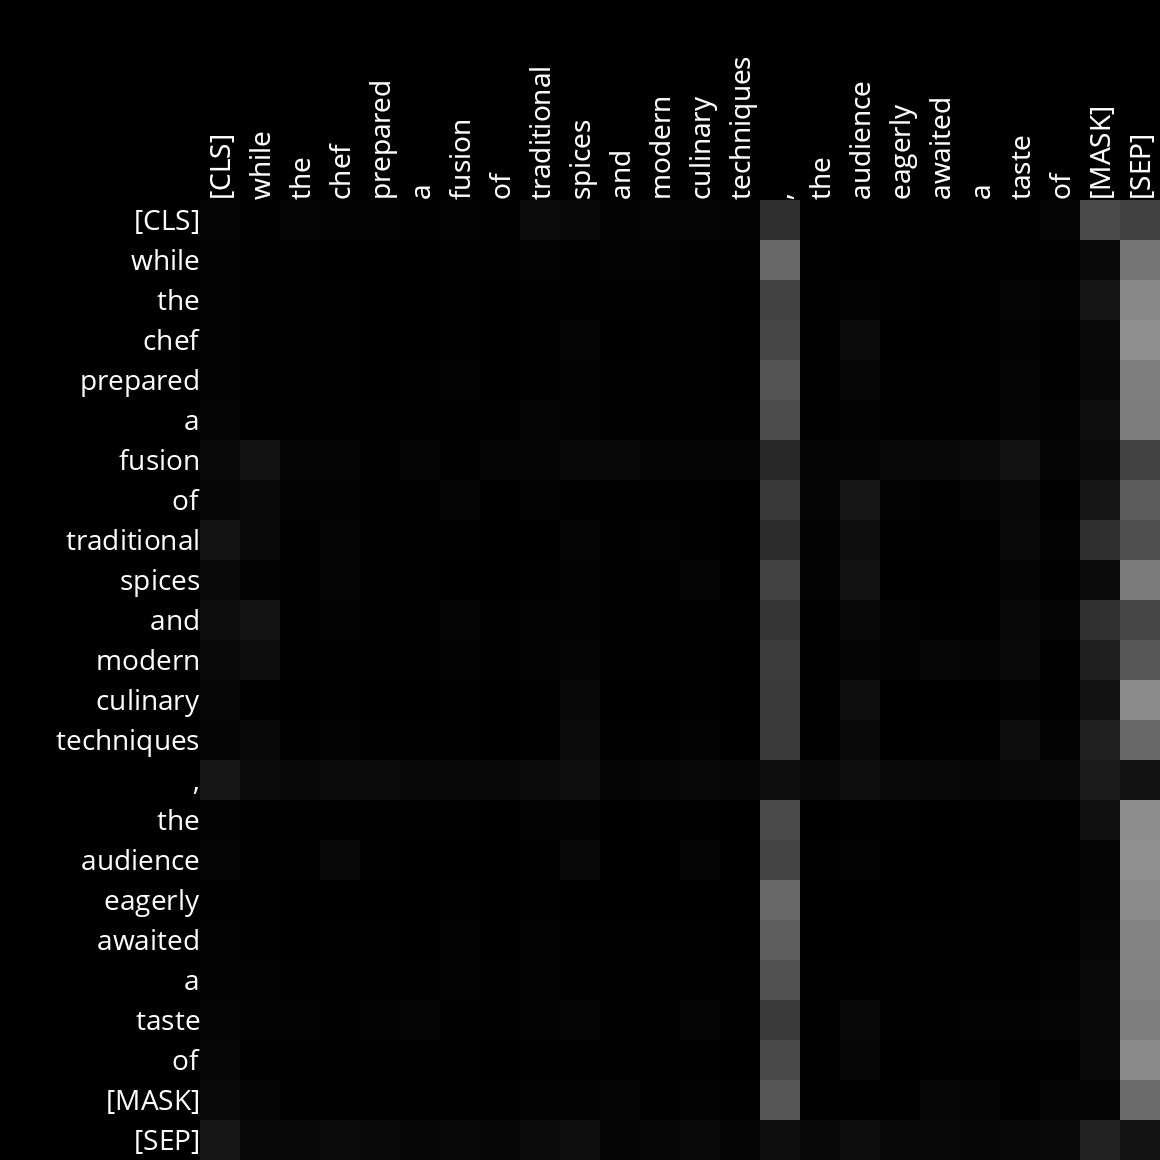 [CLS] while the chef prepared a fusion of traditional spices and modern culinary techniques , the audience eagerly awaited a taste of [MASK] [SEP]
[CLS]
while
the
chef
prepared
a
fusion
of
traditional
spices
and
modern
culinary
techniques
,
the
audience
eagerly
awaited
a
taste
of
[MASK]
[SEP]